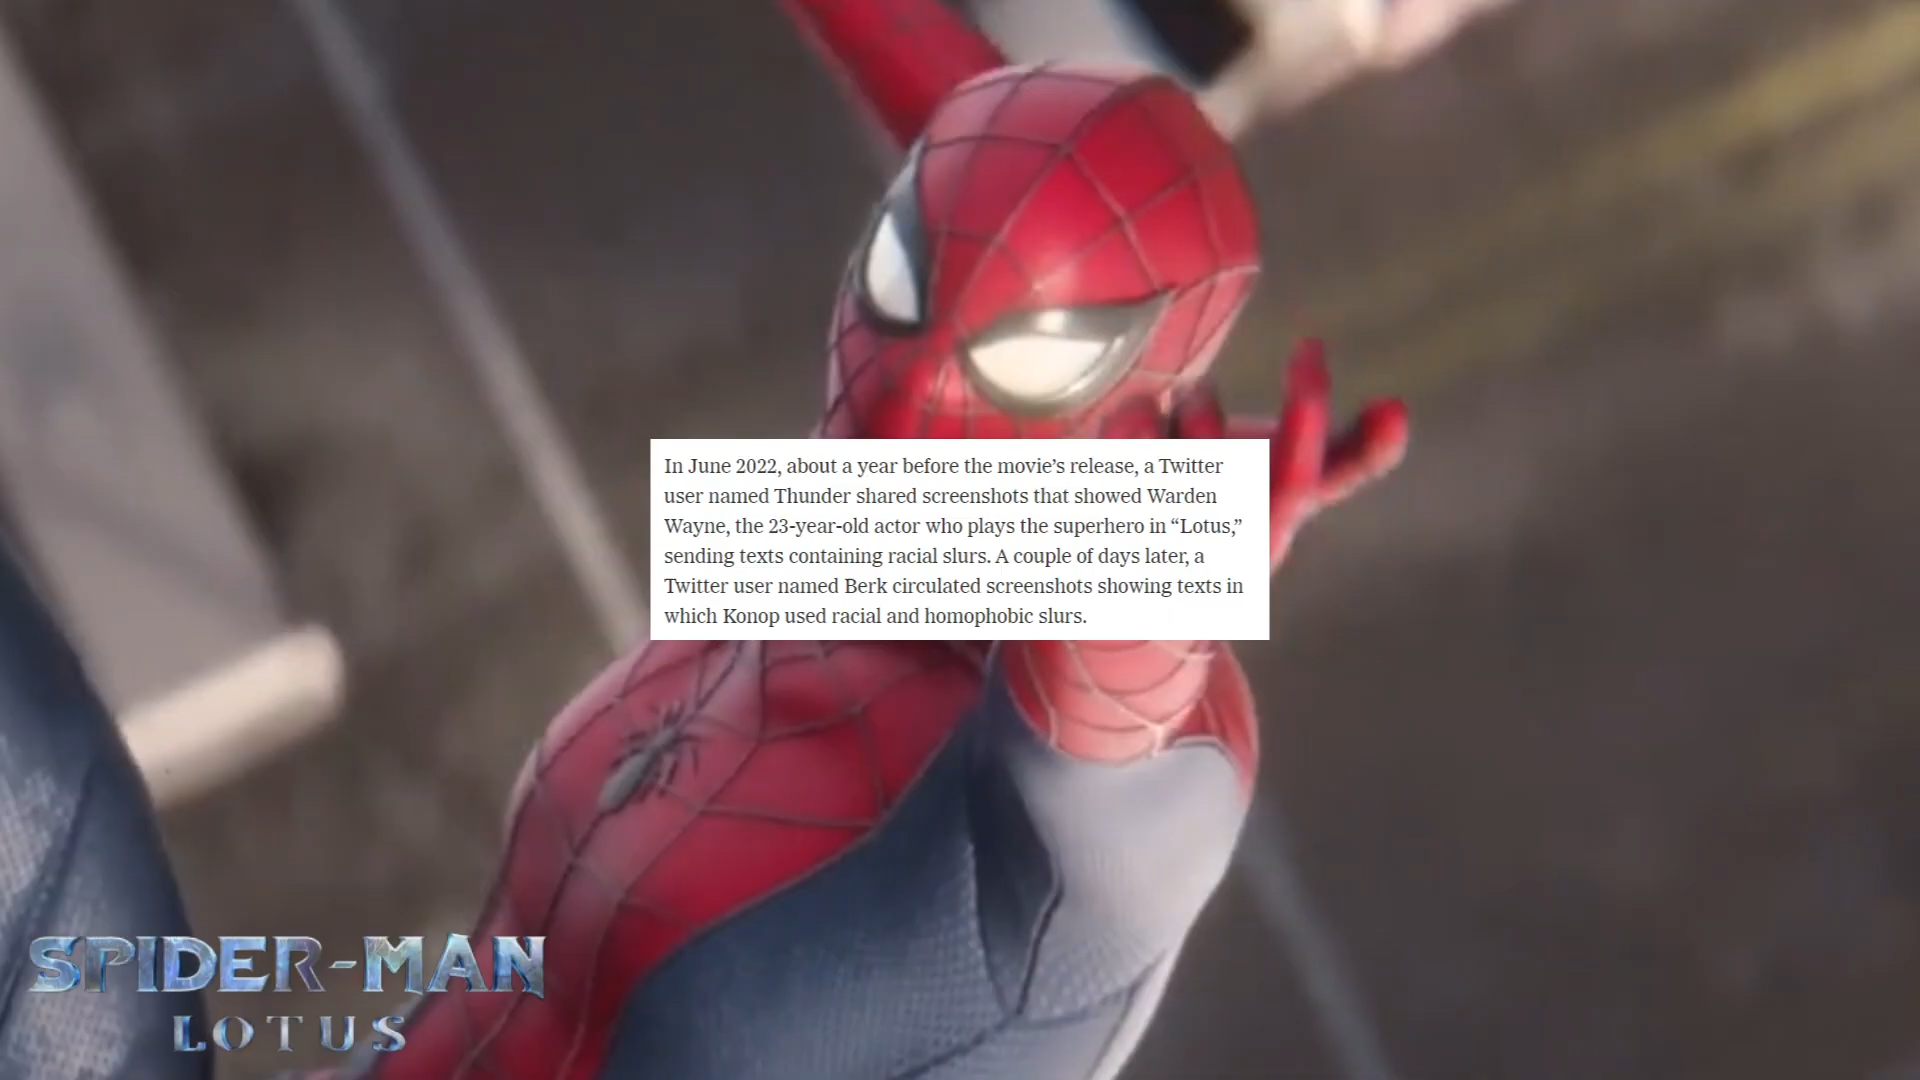 In June 2022, about a year before the movie’s release, a Twitter
user named Thunder shared screenshots that showed Warden
Wayne, the 23-year-old actor who plays the superhero in “Lotus,”
sending texts containing racial slurs. A couple of days later, a
Twitter user named Berk circulated screenshots showing texts in
which Konop used racial and homophobic slurs.
SPIDER-MAN
LOTUS